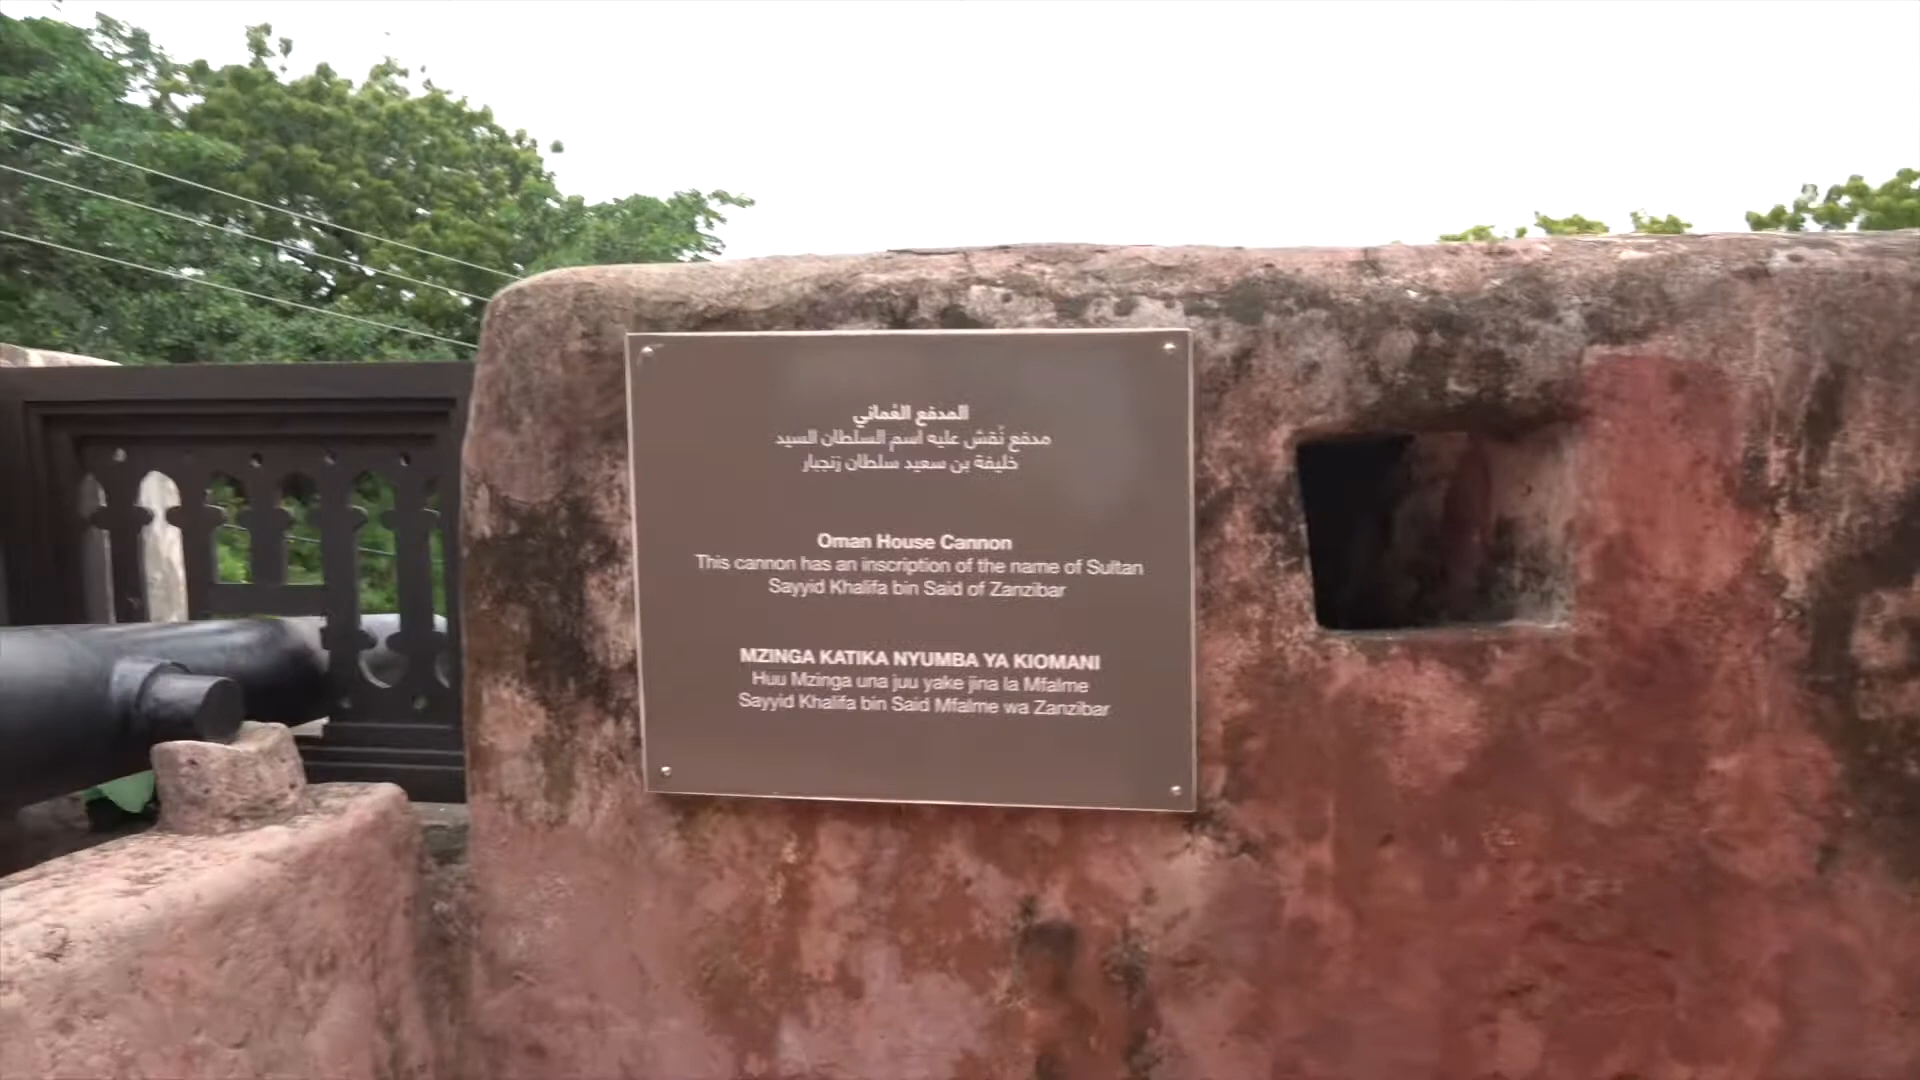 المدفع العُماني
مدفع نُقش عليه اسم السلطان السيد
خليفة بن سعيد سلطان زنجبار
Oman House Cannon
This cannon has an inscription of the name of Sultan
Sayyid Khalifa bin Said of Zanzibar
MZINGA KATIKA NYUMBA YA KIOMANI
Huu Mzinga una juu yake jina la Mfalme
Sayyid Khalifa bin Said Mfalme wa Zanzibar